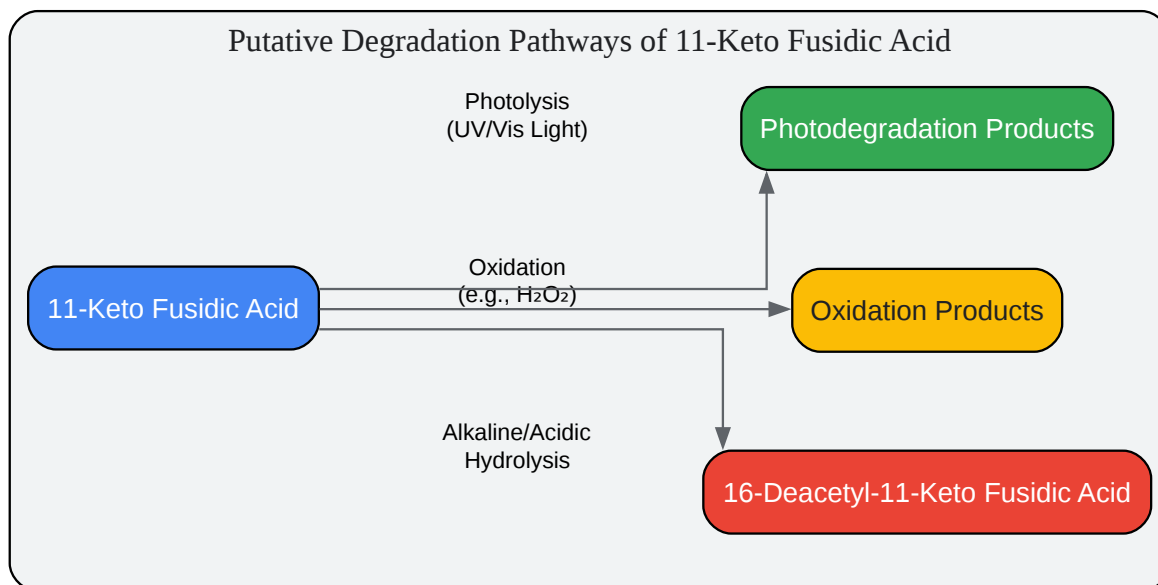 Putative Degradation Pathways of 11-Keto Fusidic Acid
Photolysis
(UV/Vis Light)
Photodegradation Products
11-Keto Fusidic Acid
Oxidation
(e.g., H₂O₂)
Oxidation Products
Alkaline/Acidic
Hydrolysis
16-Deacetyl-11-Keto Fusidic Acid